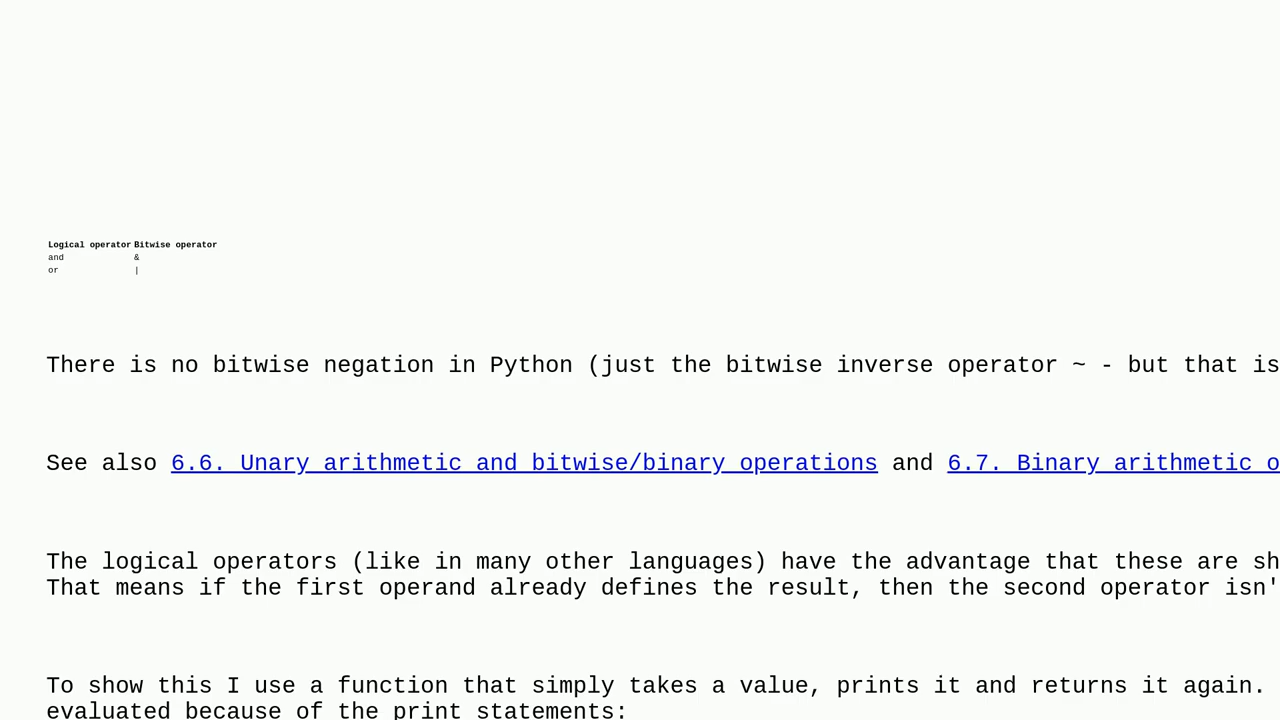 Logical operator Bitwise operator
and &
or |
There is no bitwise negation in Python (just the bitwise inverse operator ~ - but that is
See also 6.6. Unary arithmetic and bitwise/binary operations and 6.7. Binary arithmetic o
The logical operators (like in many other languages) have the advantage that these are sh
That means if the first operand already defines the result, then the second operator isn'
To show this I use a function that simply takes a value, prints it and returns it again.
evaluated because of the print statements: